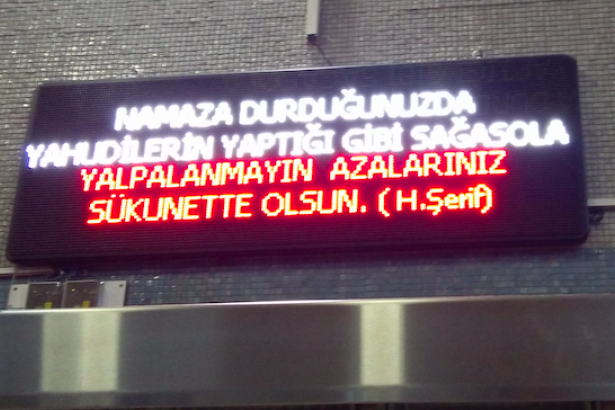 NAMAZA DURDUĞUNUZDA
YAHUDİLERİN YAPTIĞI GİBİ SAĞASOLA
YALPALANMAYIN AZALARINIZ
SÜKUNETTE OLSUN. ( H.Şerif)